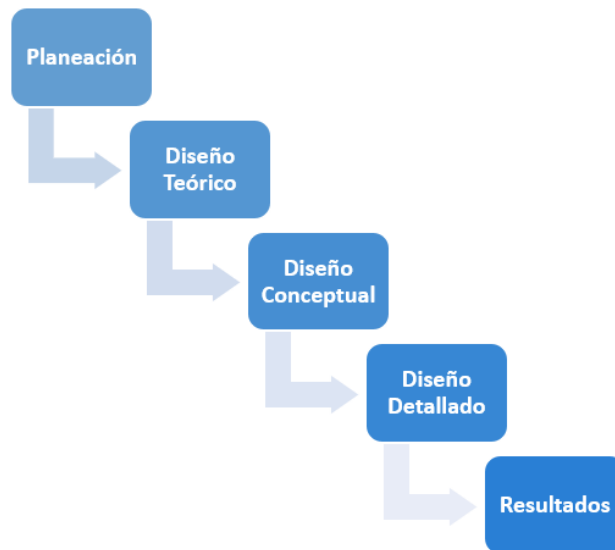 Planeación
Diseño
Teórico
Diseño
Conceptual
Diseño
Detallado
Resultados